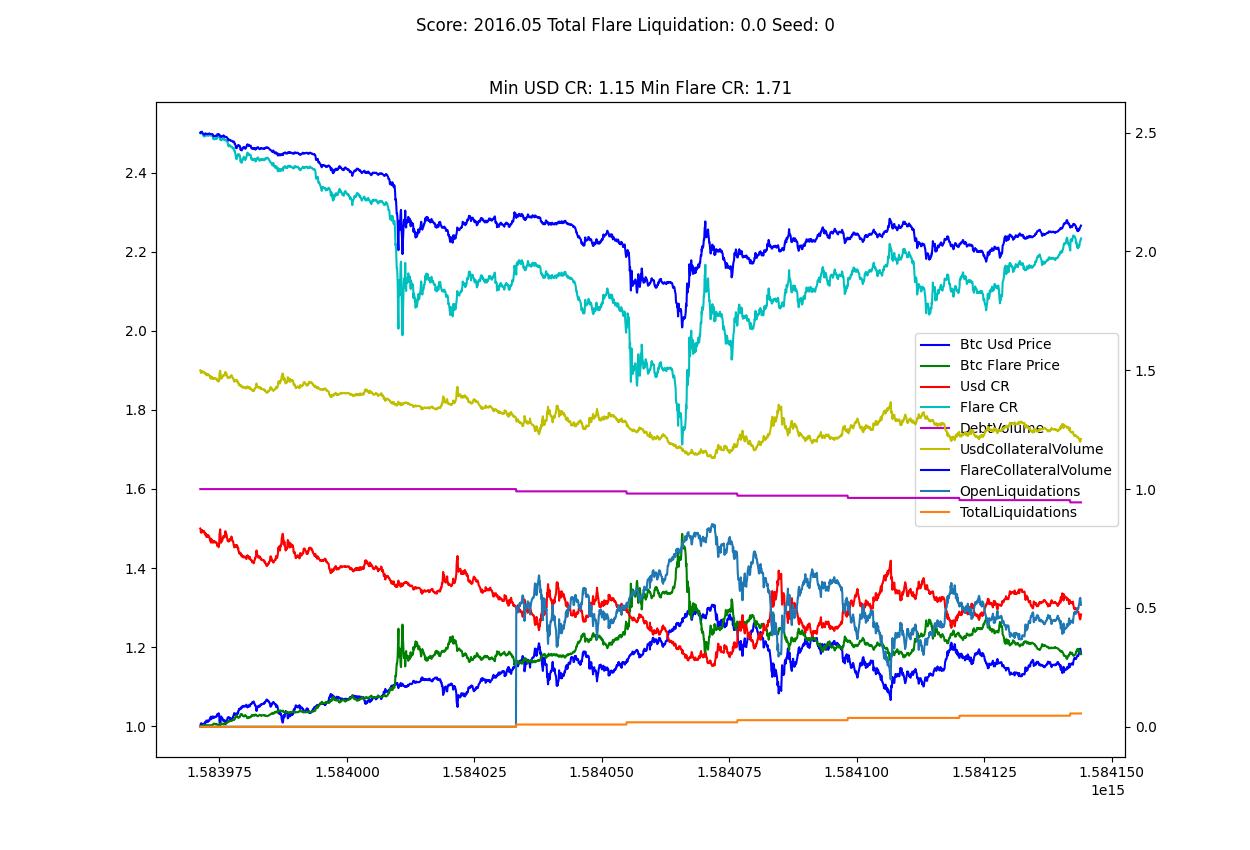 Score: 2016.05 Total Flare Liquidation: 0.0 Seed: 0
Min USD CR: 1.15 Min Flare CR: 1.71
2.4
2.2
2.0
1.8
1.6
1.4
1.2
1.0
2.5
2.0
1.5
1.0
0.5
0.0
Btc Usd Price
Btc Flare Price
Usd CR
Flare CR
DebtVolume
UsdCollateralVolume
FlareCollateralVolume
OpenLiquidations
TotalLiquidations
1.583975 1.584000 1.584025 1.584050 1.584075 1.584100 1.584125 1.584150
1e15